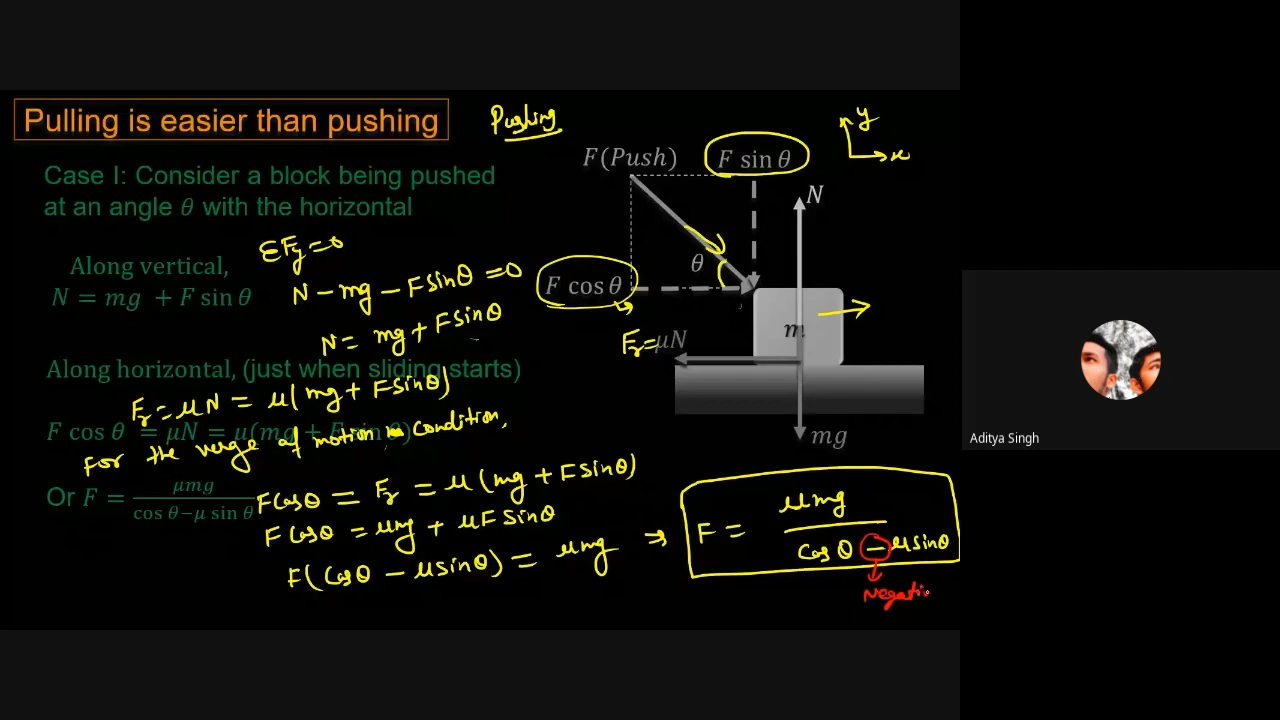 Pulling is easier than pushing
Pushing
y
x
F(Push)
F sin θ
N
Case I: Consider a block being pushed
at an angle θ with the horizontal
ΣFy = 0
Along vertical,
N = mg + F sin θ
N - mg - F sinθ = 0
N = mg + F sinθ
F cos θ
θ
m
Fr = μN
mg
Along horizontal, (just when sliding starts)
Fr = μN = μ(mg + F sinθ)
F cos θ = μN = μ(mg + F sin θ)
For the verge of motion condition,
Or F = μmg / cos θ−μ sin θ
F cosθ = Fr = μ(mg + F sinθ)
F cosθ = μmg + μF sinθ
F(cosθ - μsinθ) = μmg
⇒ F = μmg / cosθ - μsinθ
Negati
Aditya Singh